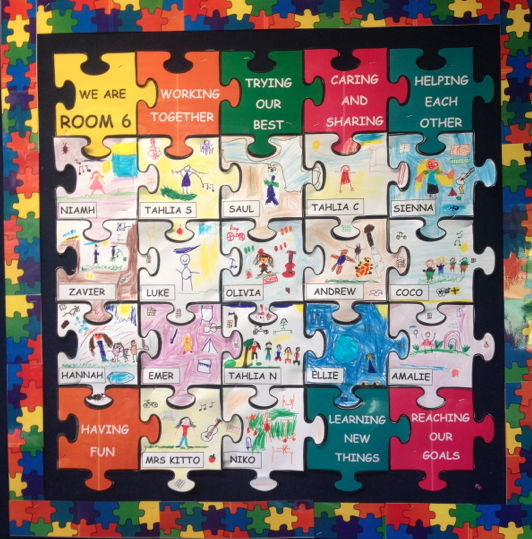 WE ARE
ROOM 6
WORKING
TOGETHER
TRYING
OUR
BEST
CARING
AND
SHARING
HELPING
EACH
OTHER
NIAMH
TAHLIA S
SAUL
TAHLIA C
SIENNA
ZAVIER
LUKE
OLIVIA
ANDREW
COCO
HANNAH
EMER
TAHLIA N
ELLIE
AMALIE
HAVING
FUN
MRS KITTO
NIKO
LEARNING
NEW
THINGS
REACHING
OUR
GOALS